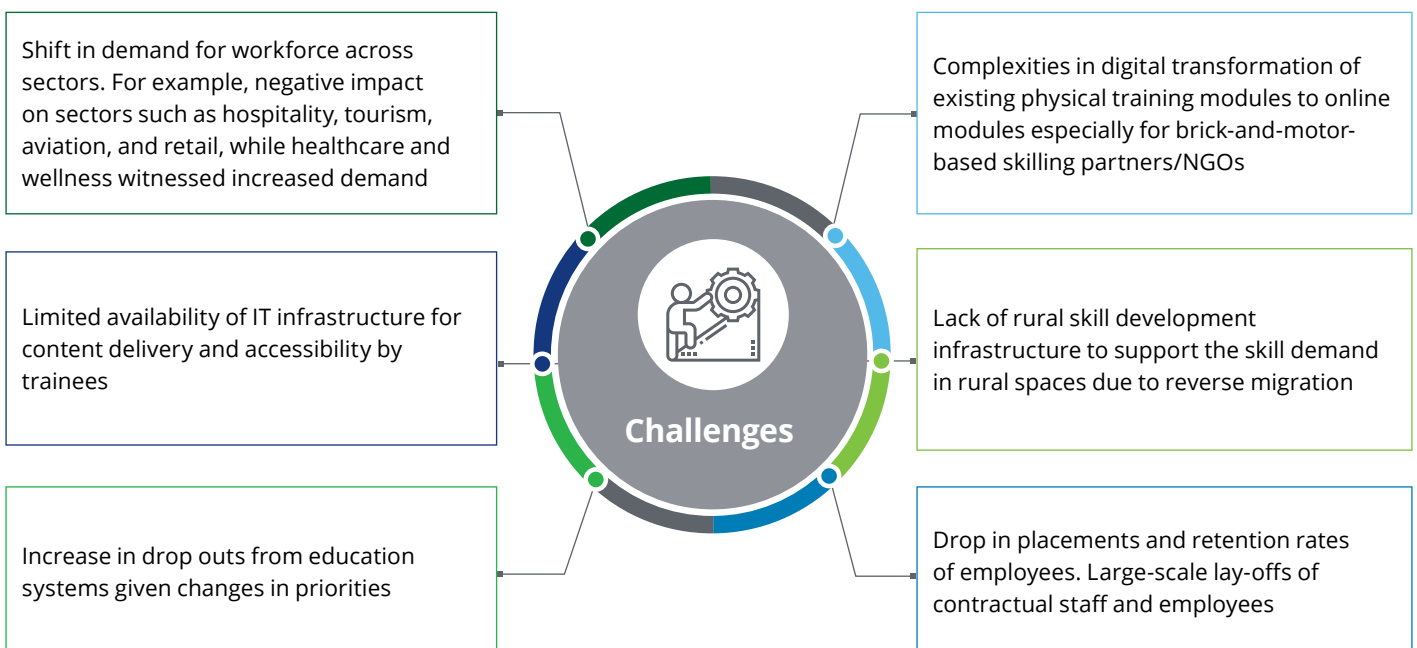 Shift in demand for workforce across
sectors. For example, negative impact
on sectors such as hospitality, tourism,
aviation, and retail, while healthcare and
wellness witnessed increased demand
Limited availability of IT infrastructure for
content delivery and accessibility by
trainees
Increase in drop outs from education
systems given changes in priorities
Challenges
Complexities in digital transformation of
existing physical training modules to online
modules especially for brick-and-motor-
based skilling partners/NGOs
Lack of rural skill development
infrastructure to support the skill demand
in rural spaces due to reverse migration
Drop in placements and retention rates
of employees. Large-scale lay-offs of
contractual staff and employees